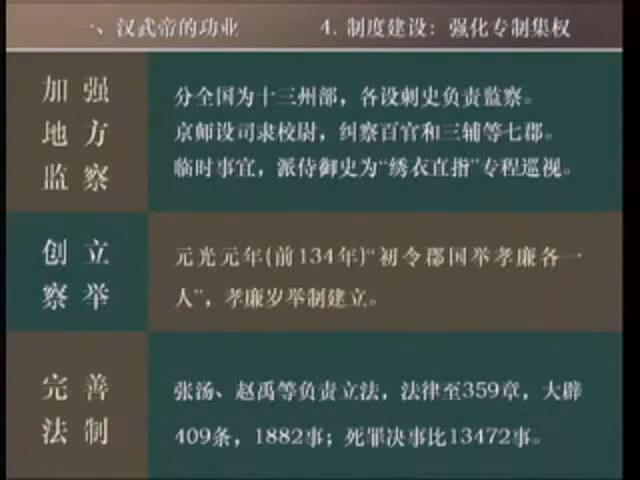 一、汉武帝的功业 4. 制度建设：强化专制集权
加强
地方
监察
分全国为十三州部，各设刺史负责监察。
京师设司隶校尉，纠察百官和三辅等七郡。
临时事宜，派侍御史为“绣衣直指”专程巡视。
创立
察举
元光元年(前134年)“初令郡国举孝廉各一
人”，孝廉岁举制建立。
完善
法制
张汤、赵禹等负责立法，法律至359章，大辟
409条，1882事；死罪决事比13472事。